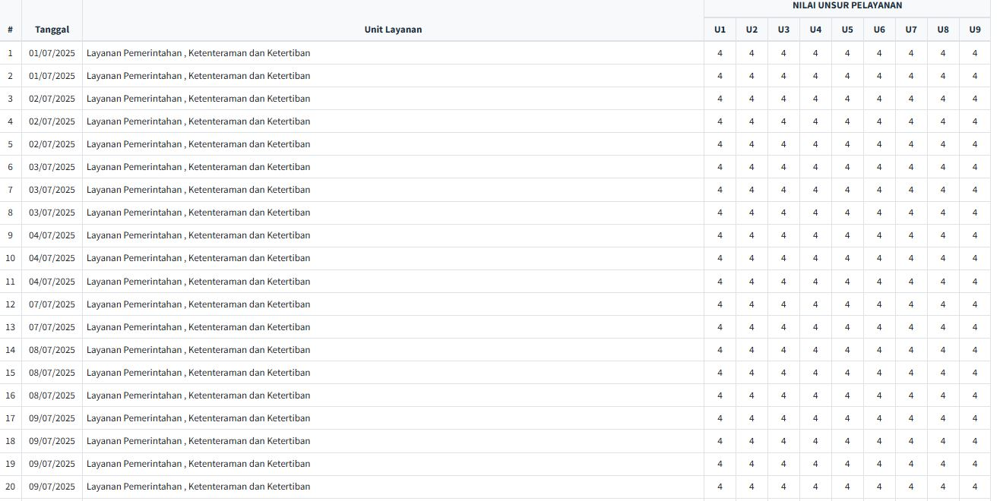 NILAI UNSUR PELAYANAN
# Tanggal Unit Layanan U1 U2 U3 U4 U5 U6 U7 U8 U9
1 01/07/2025 Layanan Pemerintahan , Ketenteraman dan Ketertiban 4 4 4 4 4 4 4 4 4
2 01/07/2025 Layanan Pemerintahan , Ketenteraman dan Ketertiban 4 4 4 4 4 4 4 4 4
3 02/07/2025 Layanan Pemerintahan , Ketenteraman dan Ketertiban 4 4 4 4 4 4 4 4 4
4 02/07/2025 Layanan Pemerintahan , Ketenteraman dan Ketertiban 4 4 4 4 4 4 4 4 4
5 02/07/2025 Layanan Pemerintahan , Ketenteraman dan Ketertiban 4 4 4 4 4 4 4 4 4
6 03/07/2025 Layanan Pemerintahan , Ketenteraman dan Ketertiban 4 4 4 4 4 4 4 4 4
7 03/07/2025 Layanan Pemerintahan , Ketenteraman dan Ketertiban 4 4 4 4 4 4 4 4 4
8 03/07/2025 Layanan Pemerintahan , Ketenteraman dan Ketertiban 4 4 4 4 4 4 4 4 4
9 04/07/2025 Layanan Pemerintahan , Ketenteraman dan Ketertiban 4 4 4 4 4 4 4 4 4
10 04/07/2025 Layanan Pemerintahan , Ketenteraman dan Ketertiban 4 4 4 4 4 4 4 4 4
11 04/07/2025 Layanan Pemerintahan , Ketenteraman dan Ketertiban 4 4 4 4 4 4 4 4 4
12 07/07/2025 Layanan Pemerintahan , Ketenteraman dan Ketertiban 4 4 4 4 4 4 4 4 4
13 07/07/2025 Layanan Pemerintahan , Ketenteraman dan Ketertiban 4 4 4 4 4 4 4 4 4
14 08/07/2025 Layanan Pemerintahan , Ketenteraman dan Ketertiban 4 4 4 4 4 4 4 4 4
15 08/07/2025 Layanan Pemerintahan , Ketenteraman dan Ketertiban 4 4 4 4 4 4 4 4 4
16 08/07/2025 Layanan Pemerintahan , Ketenteraman dan Ketertiban 4 4 4 4 4 4 4 4 4
17 09/07/2025 Layanan Pemerintahan , Ketenteraman dan Ketertiban 4 4 4 4 4 4 4 4 4
18 09/07/2025 Layanan Pemerintahan , Ketenteraman dan Ketertiban 4 4 4 4 4 4 4 4 4
19 09/07/2025 Layanan Pemerintahan , Ketenteraman dan Ketertiban 4 4 4 4 4 4 4 4 4
20 09/07/2025 Layanan Pemerintahan , Ketenteraman dan Ketertiban 4 4 4 4 4 4 4 4 4